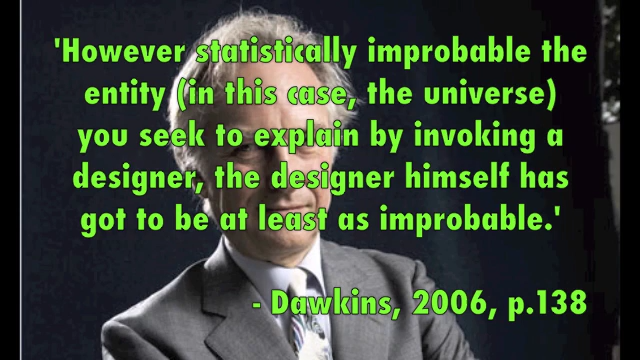 'However statistically improbable the
entity (in this case, the universe)
you seek to explain by invoking a
designer, the designer himself has
got to be at least as improbable.'
- Dawkins, 2006, p.138